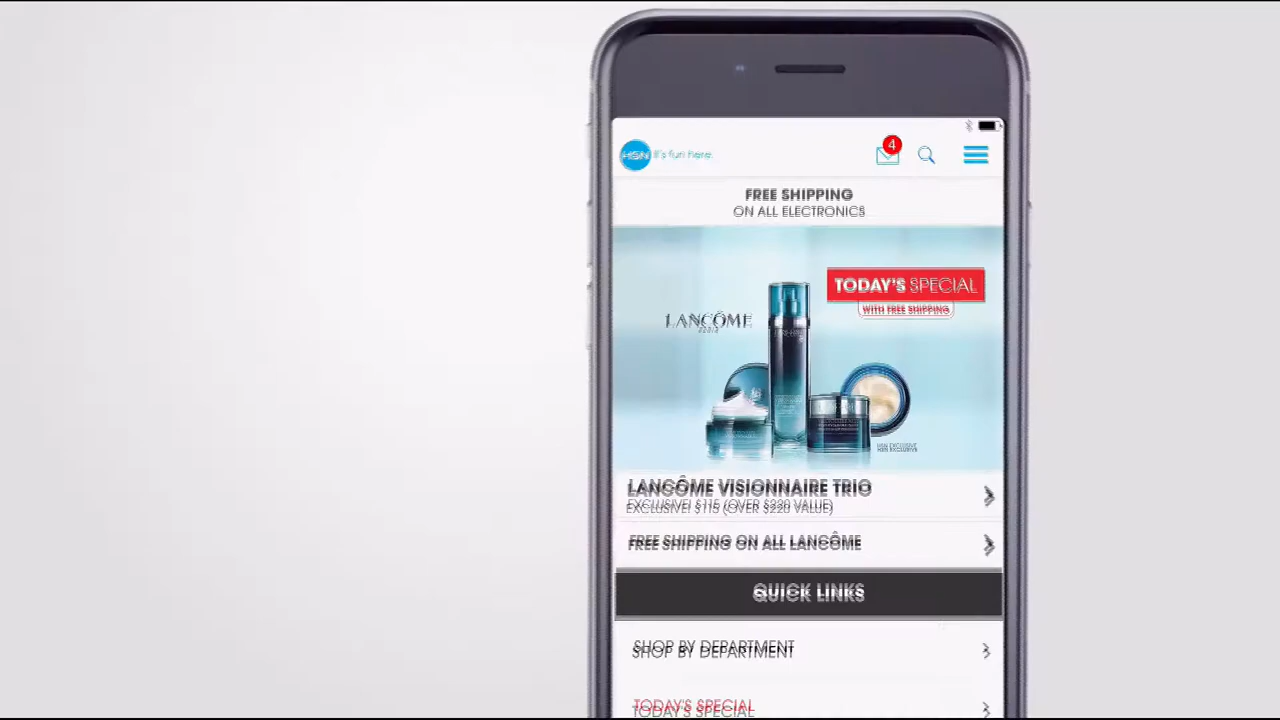 HSN it's fun here.
4
FREE SHIPPING
ON ALL ELECTRONICS
TODAY'S SPECIAL
WITH FREE SHIPPING
LANCÔME
HSN EXCLUSIVE
LANCÔME VISIONNAIRE TRIO
EXCLUSIVE! $115 (OVER $220 VALUE)
FREE SHIPPING ON ALL LANCÔME
QUICK LINKS
SHOP BY DEPARTMENT
TODAY'S SPECIAL